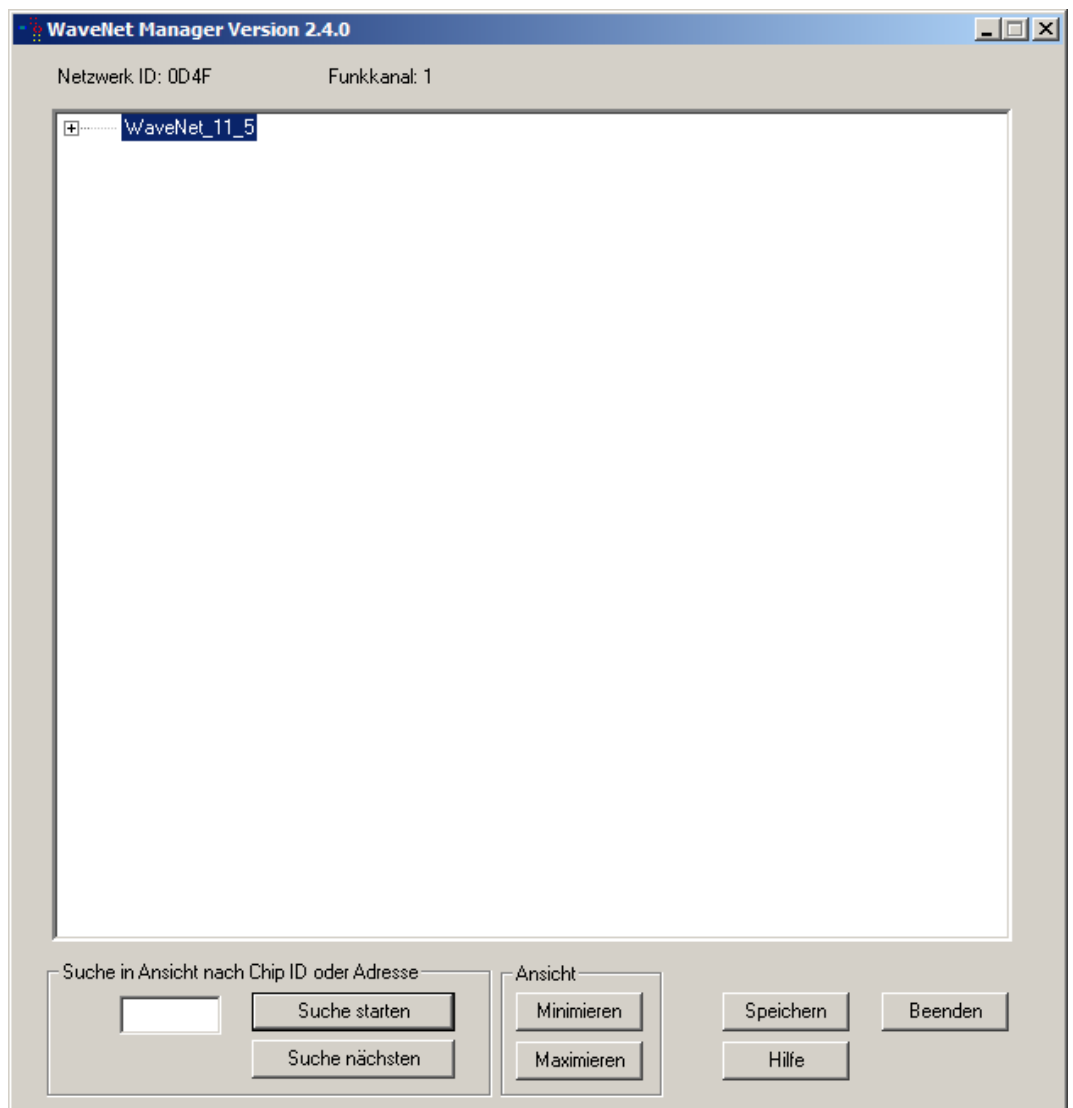 WaveNet Manager Version 2.4.0
Netzwerk ID: 0D4F Funkkanal: 1
WaveNet_11_5
Suche in Ansicht nach Chip ID oder Adresse
Suche starten
Suche nächsten
Ansicht
Minimieren
Maximieren
Speichern
Beenden
Hilfe